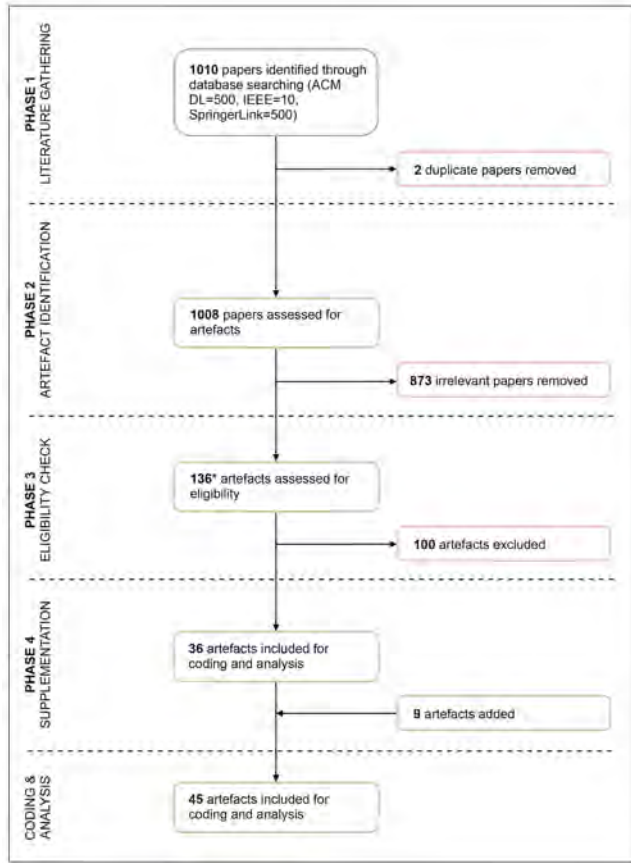 PHASE 1
LITERATURE GATHERING
1010 papers identified through
database searching (ACM
DL=500, IEEE=10,
SpringerLink=500)
2 duplicate papers removed
PHASE 2
ARTEFACT IDENTIFICATION
1008 papers assessed for
artefacts
873 irrelevant papers removed
PHASE 3
ELIGIBILITY CHECK
136* artefacts assessed for
eligibility
100 artefacts excluded
PHASE 4
SUPPLEMENTATION
36 artefacts included for
coding and analysis
9 artefacts added
CODING &
ANALYSIS
45 artefacts included for
coding and analysis